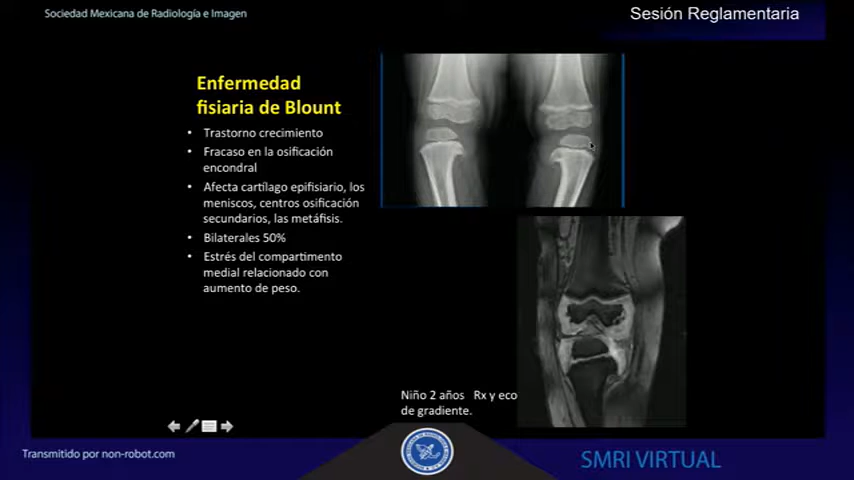 Sociedad Mexicana de Radiología e Imagen
Sesión Reglamentaria
Enfermedad
fisiaria de Blount
• Trastorno crecimiento
• Fracaso en la osificación
encondral
• Afecta cartílago epifisiario, los
meniscos, centros osificación
secundarios, las metáfisis.
• Bilaterales 50%
• Estrés del compartimento
medial relacionado con
aumento de peso.
Niño 2 años Rx y eco
de gradiente.
Transmitido por non-robot.com
SMRI VIRTUAL